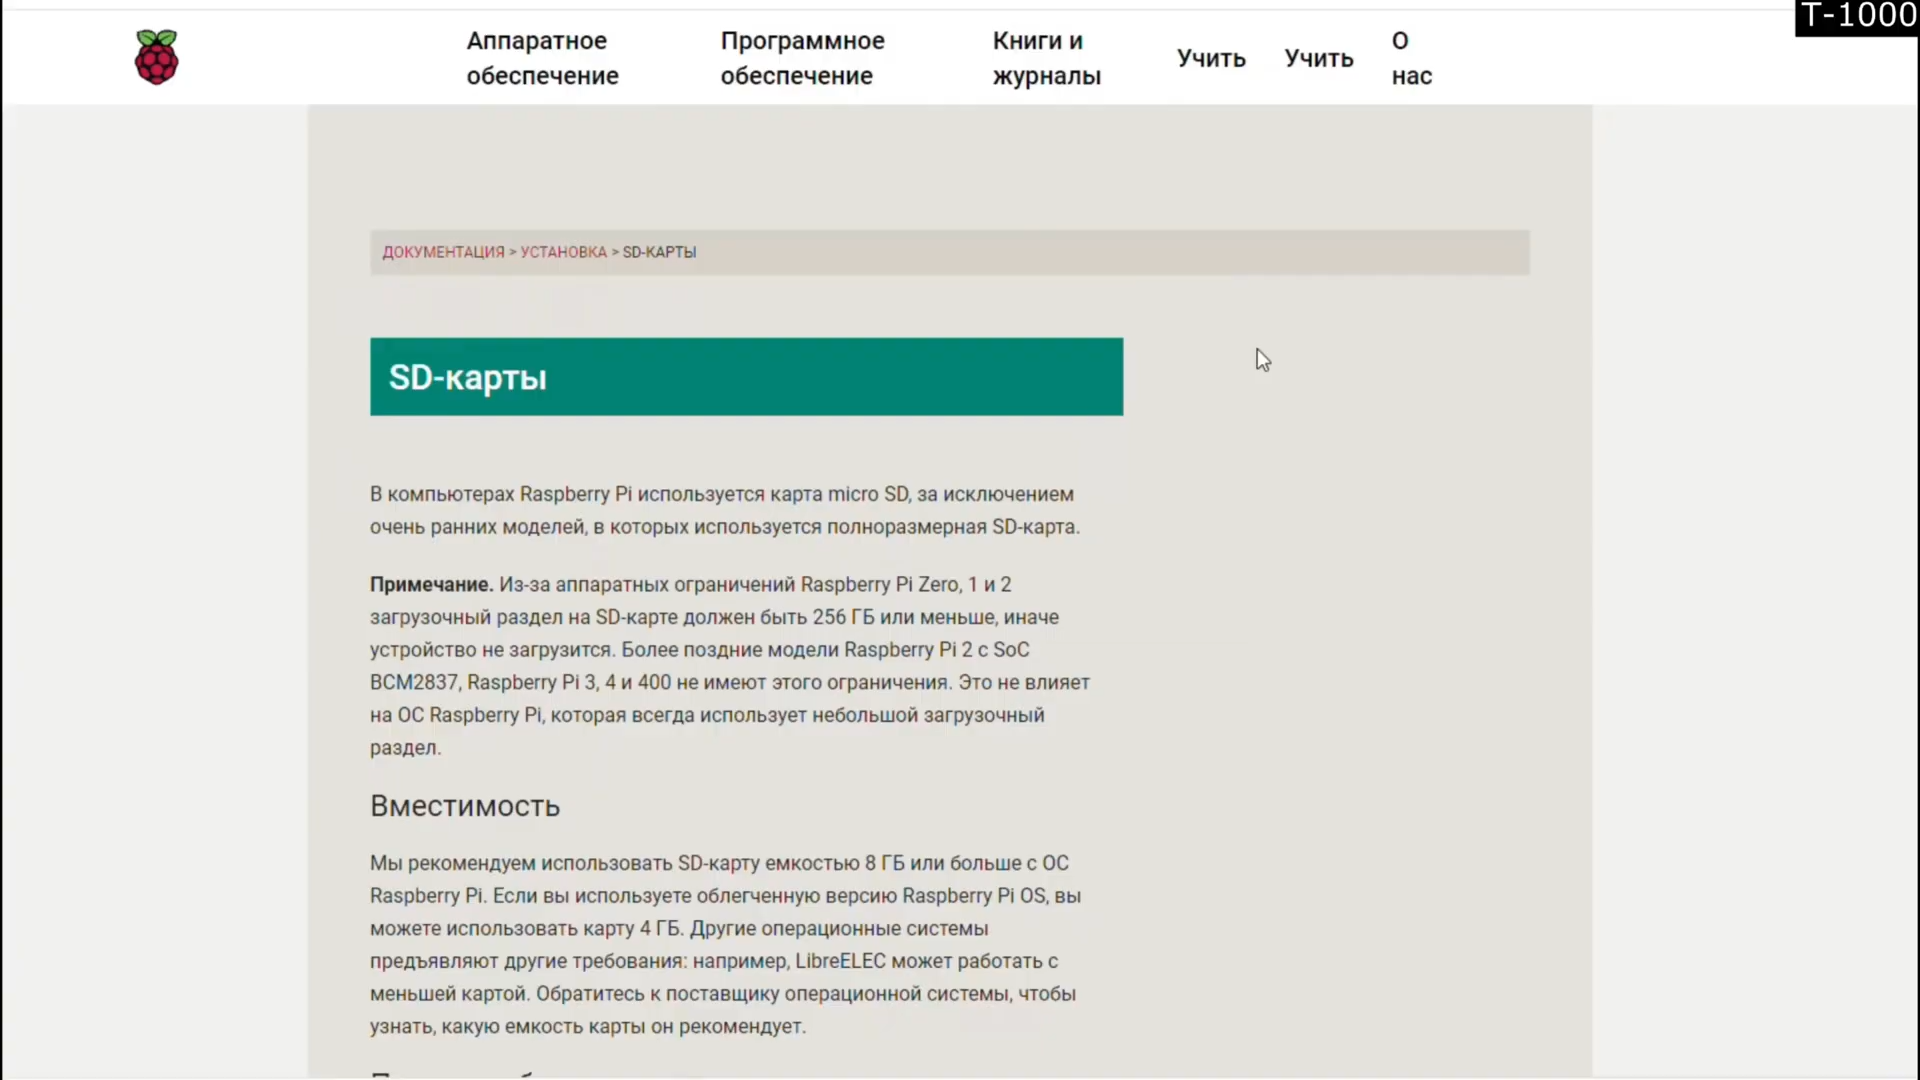 T-1000
Аппаратное
обеспечение
Программное
обеспечение
Книги и
журналы
Учить
Учить
О
нас
ДОКУМЕНТАЦИЯ > УСТАНОВКА > SD-КАРТЫ
SD-карты
В компьютерах Raspberry Pi используется карта micro SD, за исключением
очень ранних моделей, в которых используется полноразмерная SD-карта.
Примечание. Из-за аппаратных ограничений Raspberry Pi Zero, 1 и 2
загрузочный раздел на SD-карте должен быть 256 ГБ или меньше, иначе
устройство не загрузится. Более поздние модели Raspberry Pi 2 с SoC
BCM2837, Raspberry Pi 3, 4 и 400 не имеют этого ограничения. Это не влияет
на ОС Raspberry Pi, которая всегда использует небольшой загрузочный
раздел.
Вместимость
Мы рекомендуем использовать SD-карту емкостью 8 ГБ или больше с ОС
Raspberry Pi. Если вы используете облегченную версию Raspberry Pi OS, вы
можете использовать карту 4 ГБ. Другие операционные системы
предъявляют другие требования: например, LibreELEC может работать с
меньшей картой. Обратитесь к поставщику операционной системы, чтобы
узнать, какую емкость карты он рекомендует.